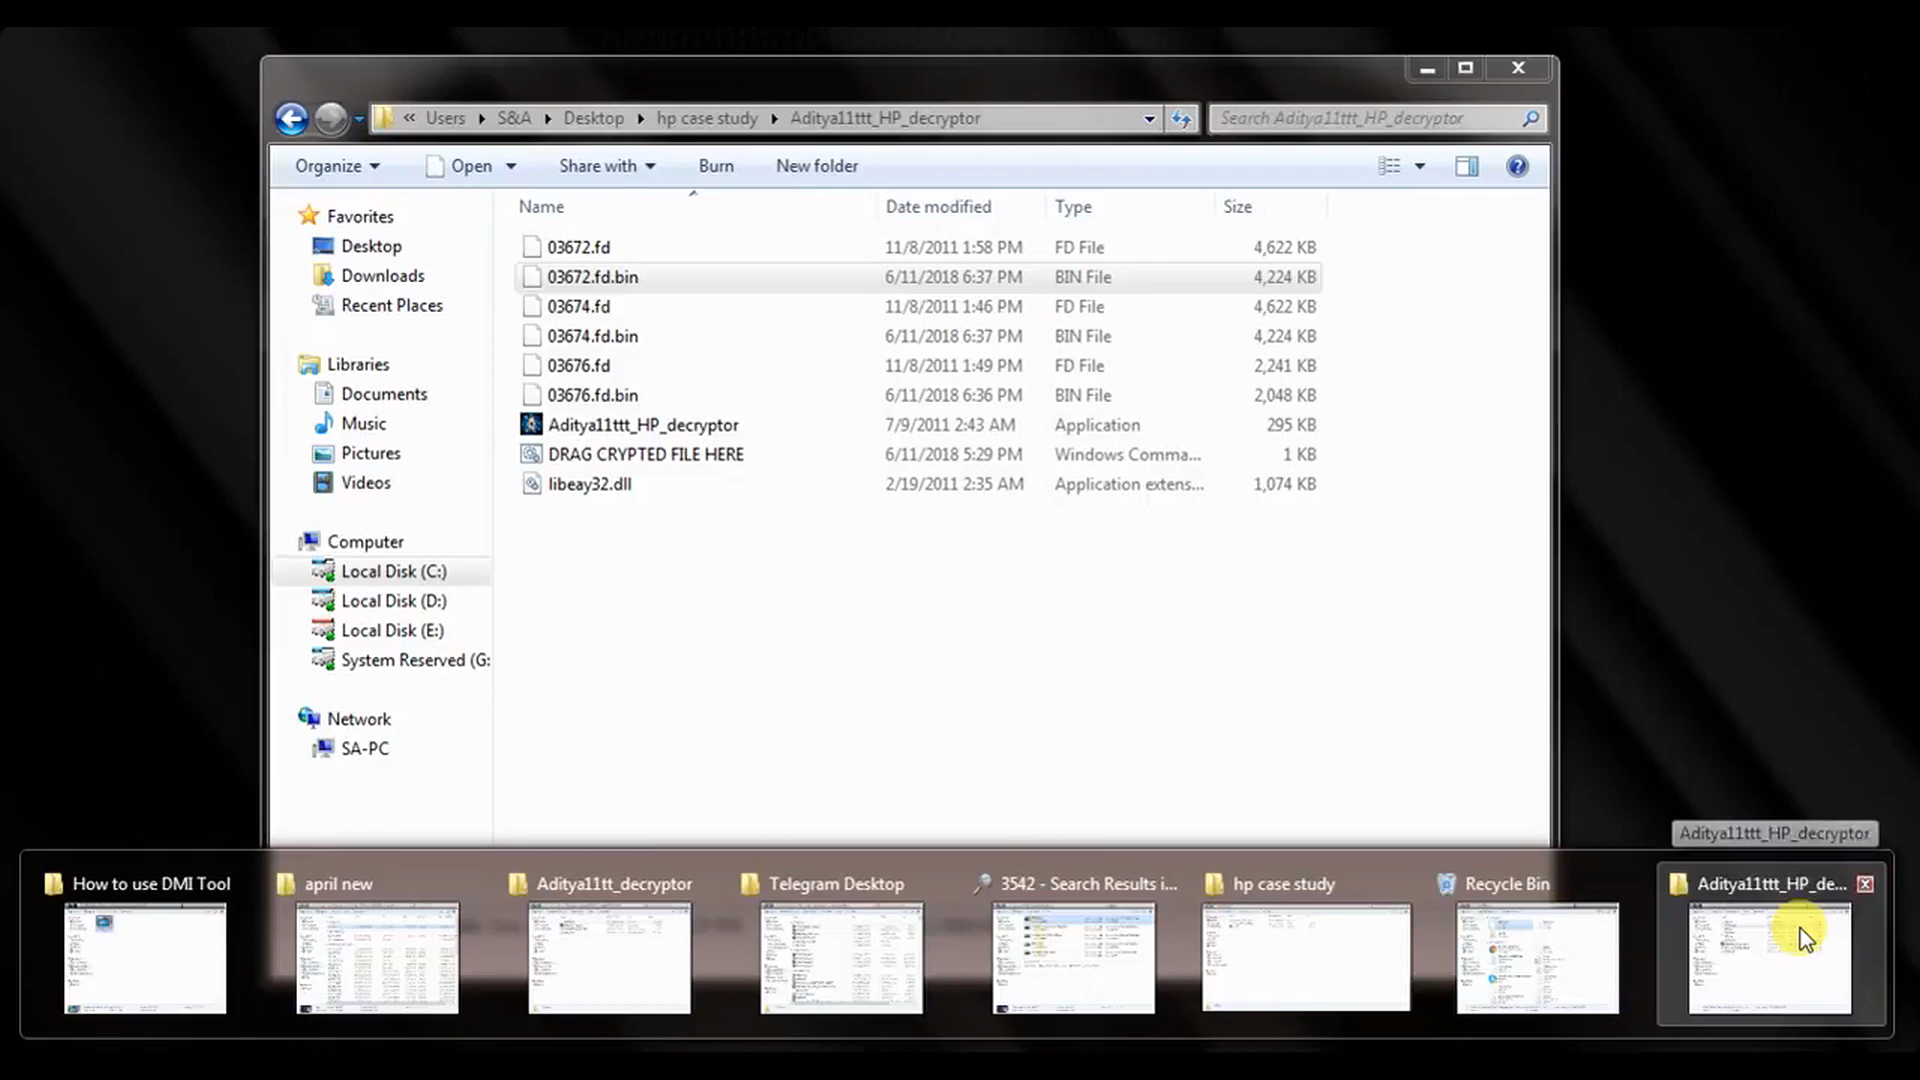 « Users ▸ S&A ▸ Desktop ▸ hp case study ▸ Aditya11ttt_HP_decryptor
Search Aditya11ttt_HP_decryptor
Organize Open Share with Burn New folder
Name Date modified Type Size
Favorites
Desktop
Downloads
Recent Places
Libraries
Documents
Music
Pictures
Videos
Computer
Local Disk (C:)
Local Disk (D:)
Local Disk (E:)
System Reserved (G:
Network
SA-PC
03672.fd 11/8/2011 1:58 PM FD File 4,622 KB
03672.fd.bin 6/11/2018 6:37 PM BIN File 4,224 KB
03674.fd 11/8/2011 1:46 PM FD File 4,622 KB
03674.fd.bin 6/11/2018 6:37 PM BIN File 4,224 KB
03676.fd 11/8/2011 1:49 PM FD File 2,241 KB
03676.fd.bin 6/11/2018 6:36 PM BIN File 2,048 KB
Aditya11ttt_HP_decryptor 7/9/2011 2:43 AM Application 295 KB
DRAG CRYPTED FILE HERE 6/11/2018 5:29 PM Windows Comma... 1 KB
libeay32.dll 2/19/2011 2:35 AM Application extens... 1,074 KB
Aditya11ttt_HP_decryptor
How to use DMI Tool
april new
Aditya11tt_decryptor
Telegram Desktop
3542 - Search Results i...
hp case study
Recycle Bin
Aditya11ttt_HP_de...